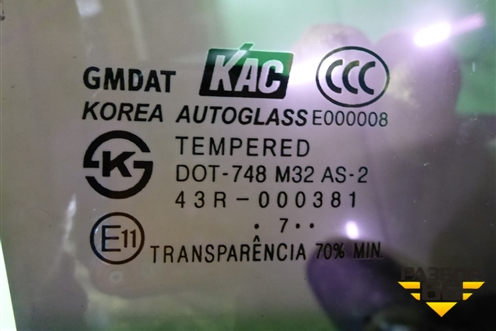 GMDAT KAC CCC
KOREA AUTOGLASS E000008
TEMPERED
DOT-748 M32 AS-2
43R-000381
· 7 · ·
E11 TRANSPARÊNCIA 70% MIN.